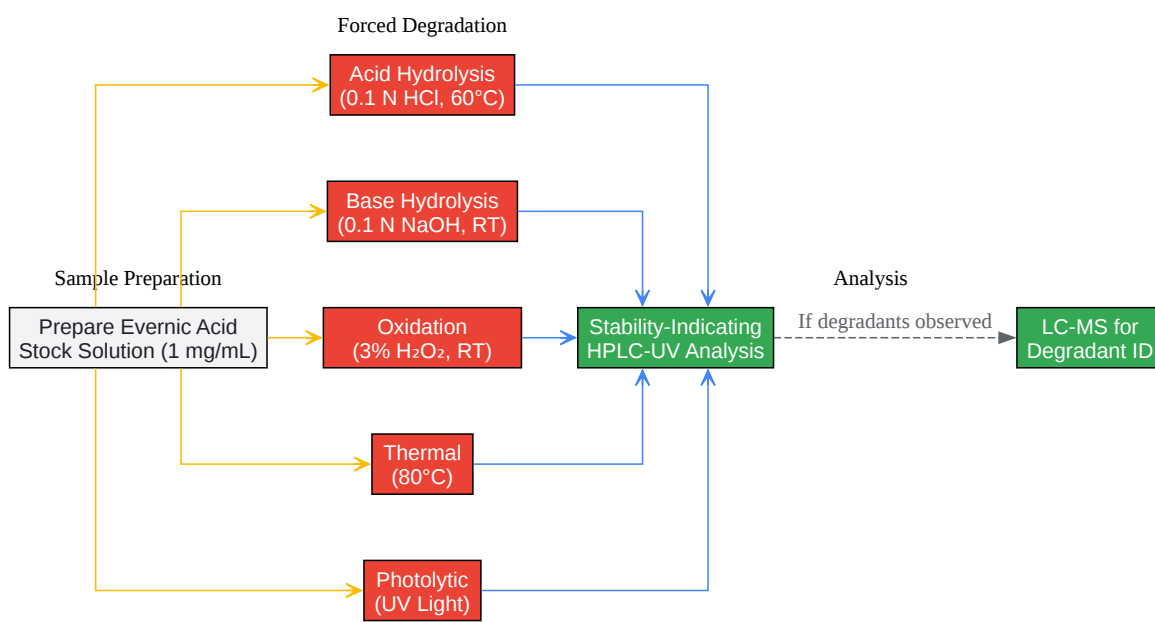 Forced Degradation
Acid Hydrolysis
(0.1 N HCl, 60°C)
Base Hydrolysis
(0.1 N NaOH, RT)
Sample Preparation
Analysis
Prepare Evernic Acid
Stock Solution (1 mg/mL)
Oxidation
(3% H₂O₂, RT)
Stability-Indicating
HPLC-UV Analysis
If degradants observed
LC-MS for
Degradant ID
Thermal
(80°C)
Photolytic
(UV Light)